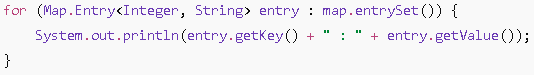 for (Map.Entry<Integer, String> entry : map.entrySet()) {
    System.out.println(entry.getKey() + " : " + entry.getValue());
}